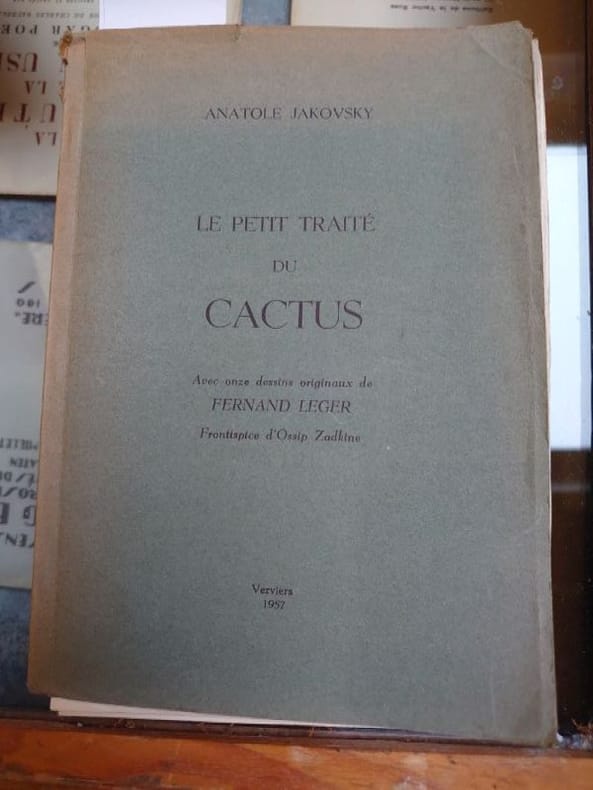 ANATOLE JAKOVSKY
LE PETIT TRAITÉ
DU
CACTUS
Avec onze dessins originaux de
FERNAND LEGER
Frontispice d'Ossip Zadkine
Verviers
1957